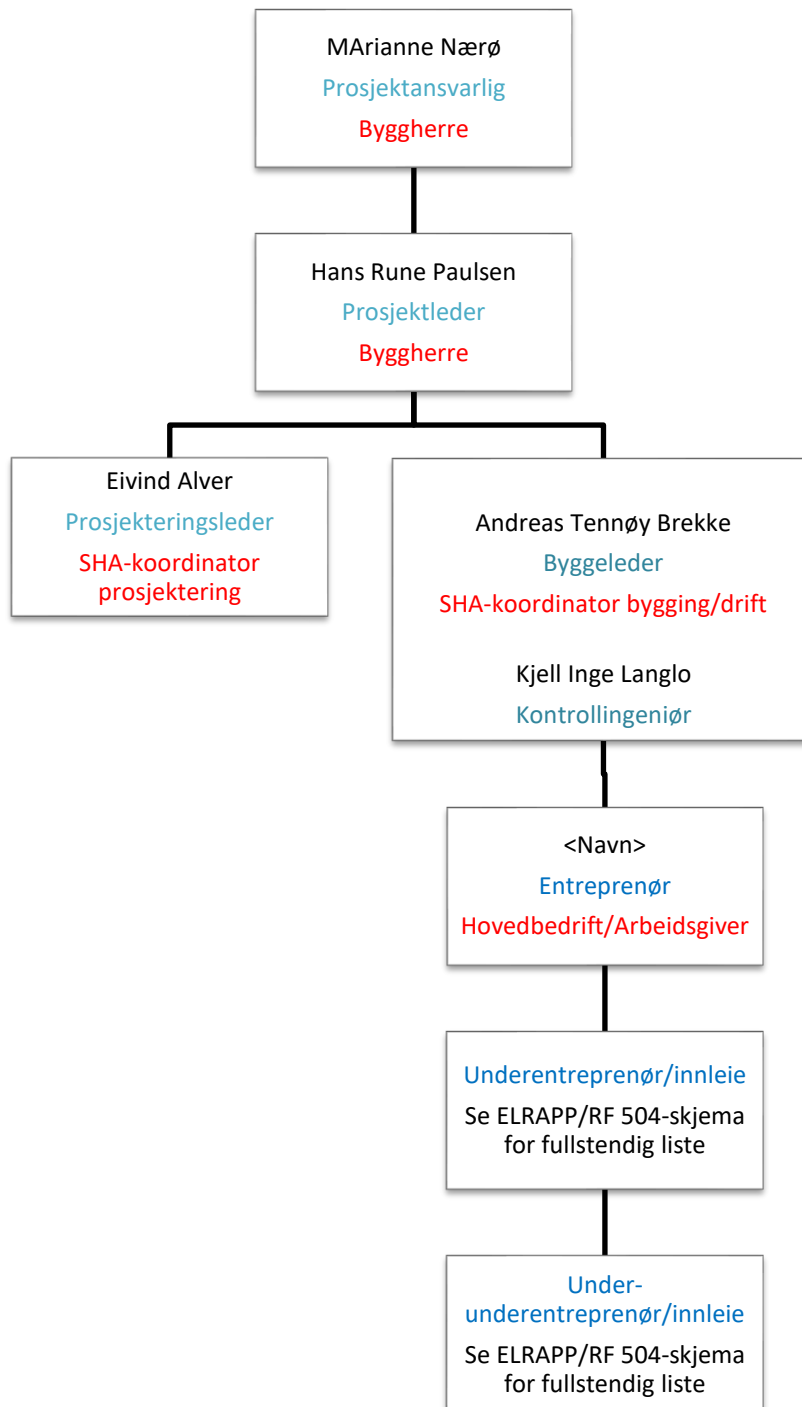 MArianne Nærø
Prosjektansvarlig
Byggherre
Hans Rune Paulsen
Prosjektleder
Byggherre
Eivind Alver
Prosjekteringsleder
SHA-koordinator
prosjektering
Andreas Tennøy Brekke
Byggeleder
SHA-koordinator bygging/drift
Kjell Inge Langlo
Kontrollingeniør
<Navn>
Entreprenør
Hovedbedrift/Arbeidsgiver
Underentreprenør/innleie
Se ELRAPP/RF 504-skjema
for fullstendig liste
Under-
underentreprenør/innleie
Se ELRAPP/RF 504-skjema
for fullstendig liste